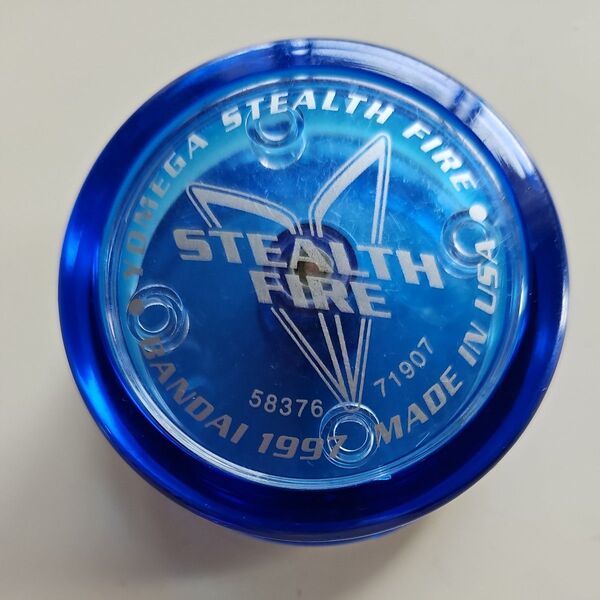 • YOMEGA STEALTH FIRE •
STEALTH
FIRE
58376
71907
BANDAI 1997 MADE IN USA